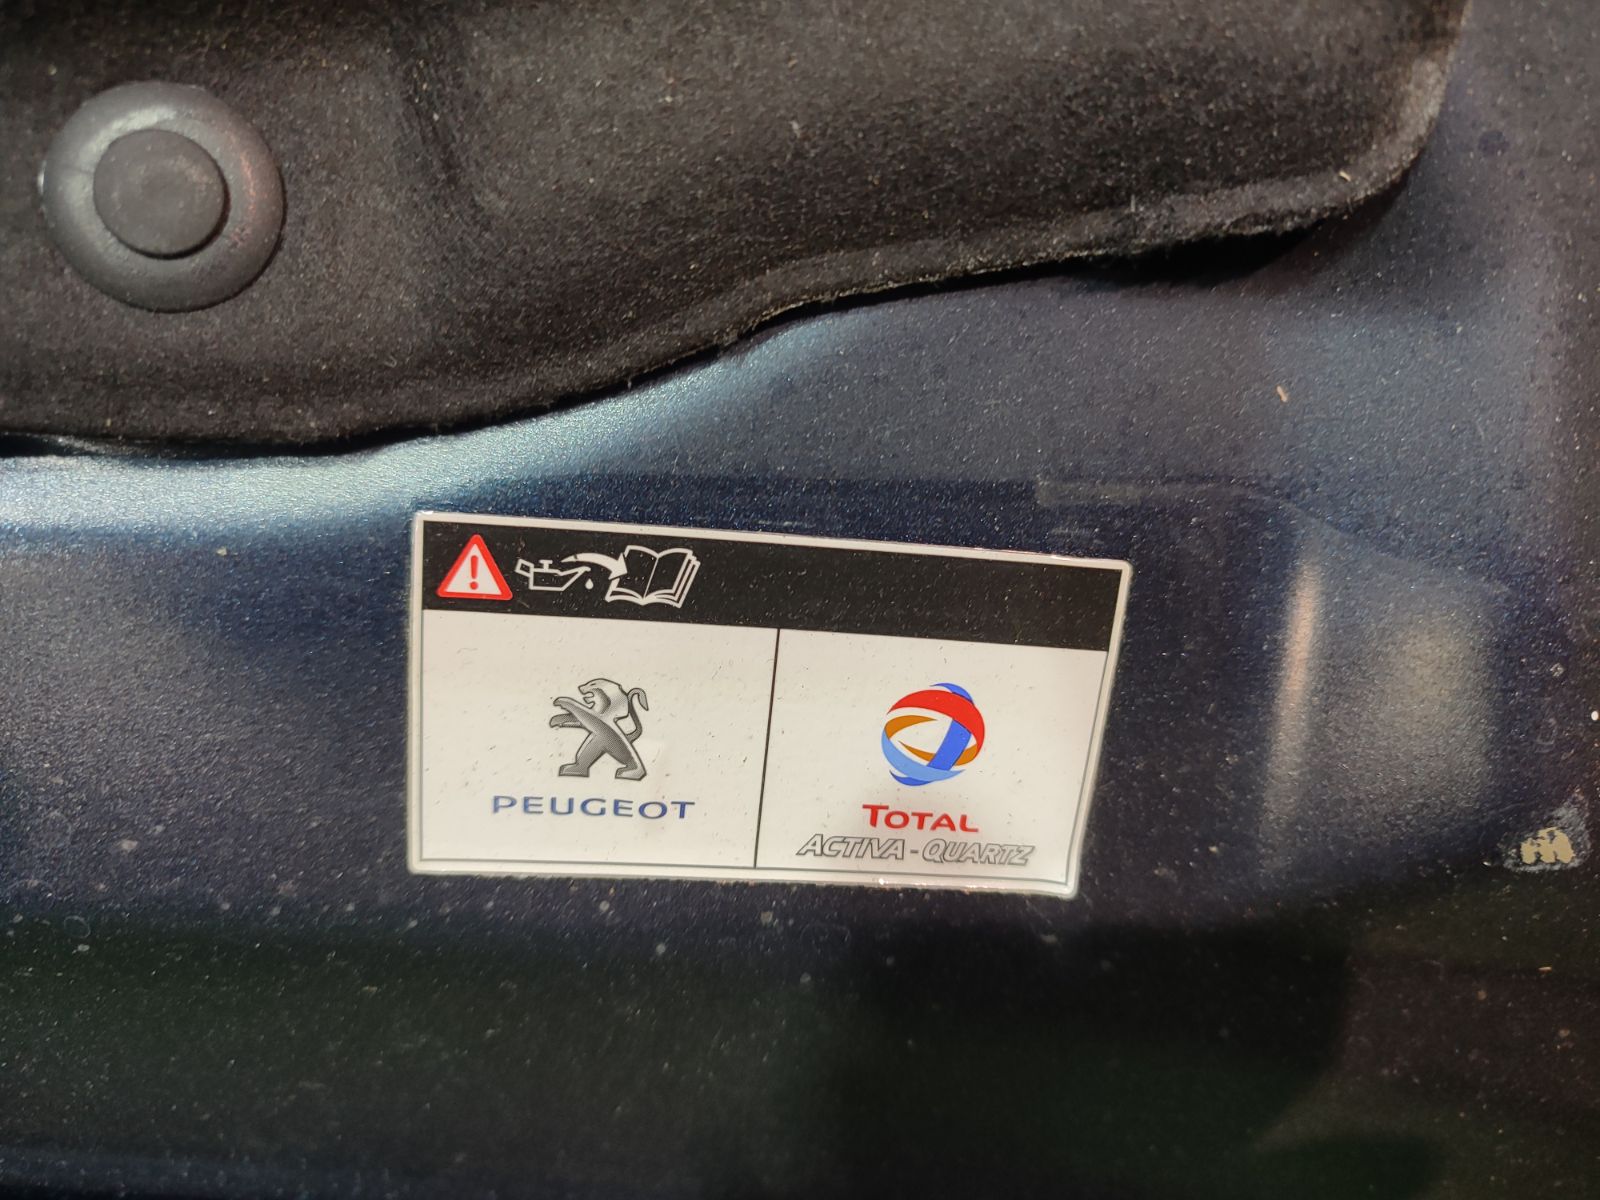 PEUGEOT
TOTAL
ACTIVA - QUARTZ